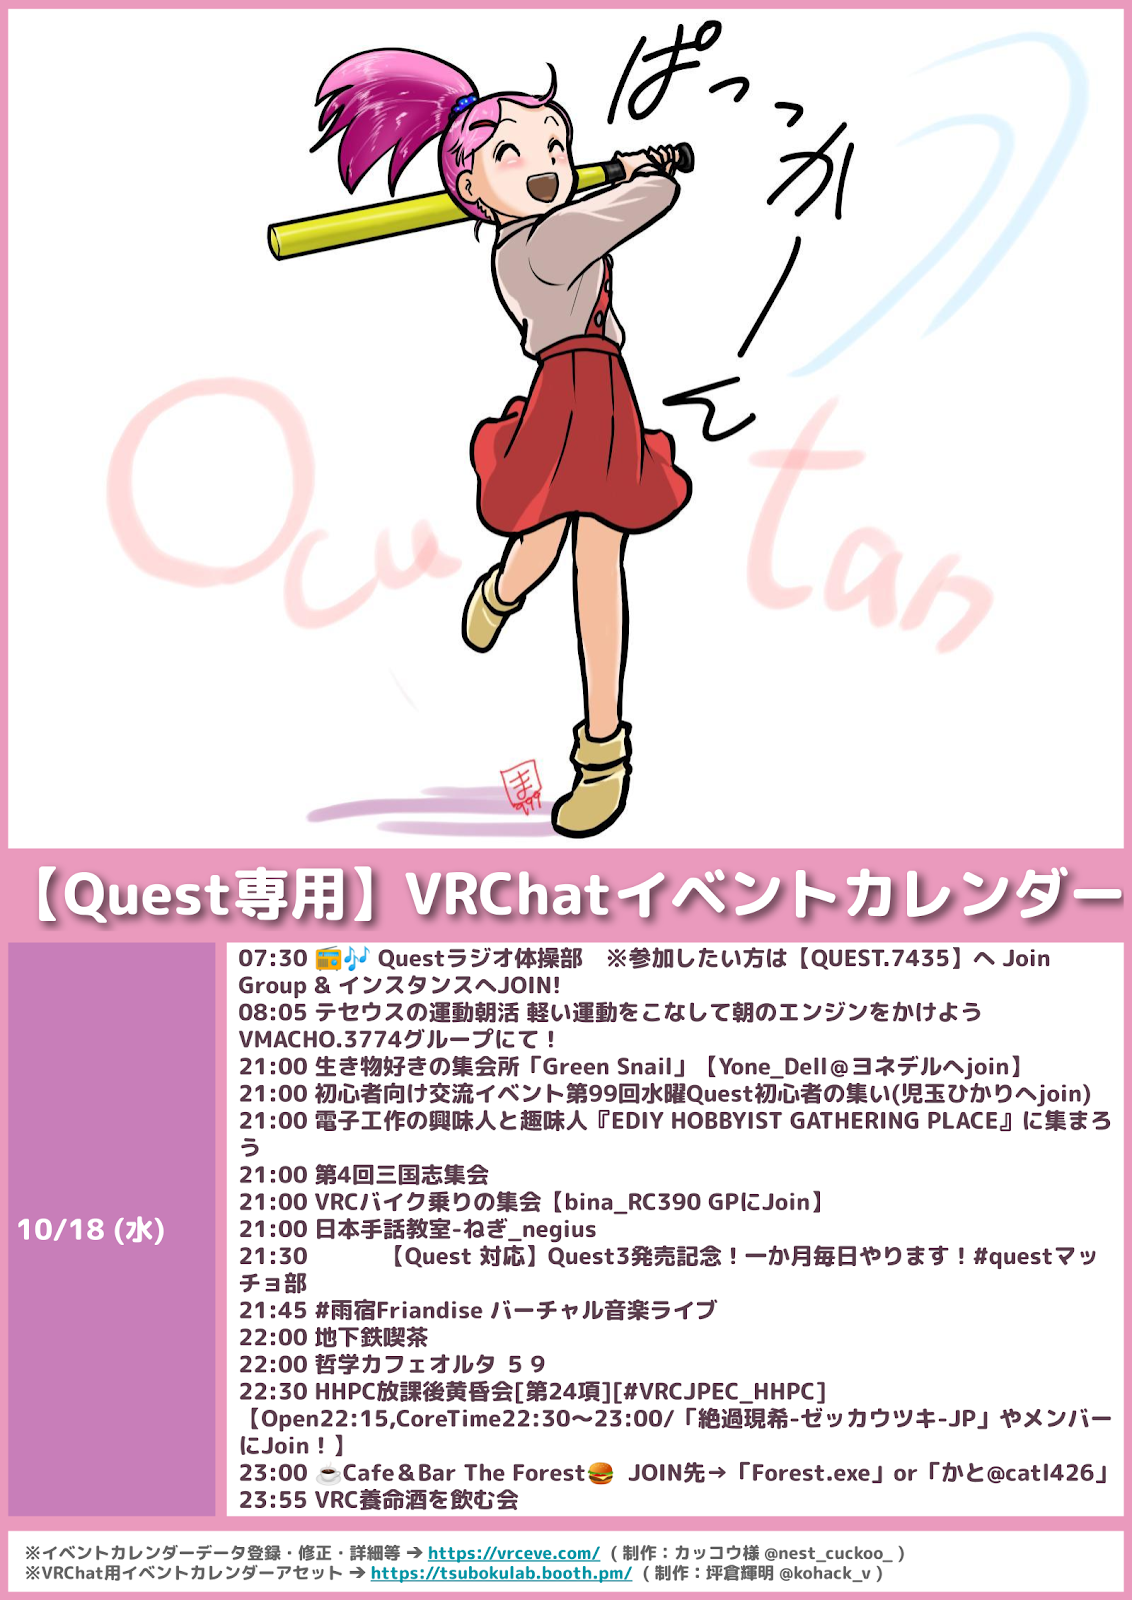 ぱっっかーん
Ocu tan
ま
999
【Quest専用】VRChatイベントカレンダー
10/18 (水)
07:30 📻🎶 Questラジオ体操部　※参加したい方は【QUEST.7435】へ Join
Group & インスタンスへJOIN!
08:05 テセウスの運動朝活 軽い運動をこなして朝のエンジンをかけよう
VMACHO.3774グループにて！
21:00 生き物好きの集会所「Green Snail」【Yone_Dell@ヨネデルへjoin】
21:00 初心者向け交流イベント第99回水曜Quest初心者の集い(児玉ひかりへjoin)
21:00 電子工作の興味人と趣味人『EDIY HOBBYIST GATHERING PLACE』に集まろ
う
21:00 第4回三国志集会
21:00 VRCバイク乗りの集会【bina_RC390 GPにJoin】
21:00 日本手話教室-ねぎ_negius
21:30 【Quest 対応】Quest3発売記念！一か月毎日やります！#questマッ
チョ部
21:45 #雨宿Friandise バーチャル音楽ライブ
22:00 地下鉄喫茶
22:00 哲学カフェオルタ ５９
22:30 HHPC放課後黄昏会[第24項][#VRCJPEC_HHPC]
【Open22:15,CoreTime22:30〜23:00/「絶過現希-ゼッカウツキ-JP」やメンバー
にJoin！】
23:00 ☕Cafe＆Bar The Forest🍔 JOIN先→「Forest.exe」or「かと@catl426」
23:55 VRC養命酒を飲む会
※イベントカレンダーデータ登録・修正・詳細等 ➔ https://vrceve.com/ （制作：カッコウ様 @nest_cuckoo_ ）
※VRChat用イベントカレンダーアセット ➔ https://tsubokulab.booth.pm/ （制作：坪倉輝明 @kohack_v ）